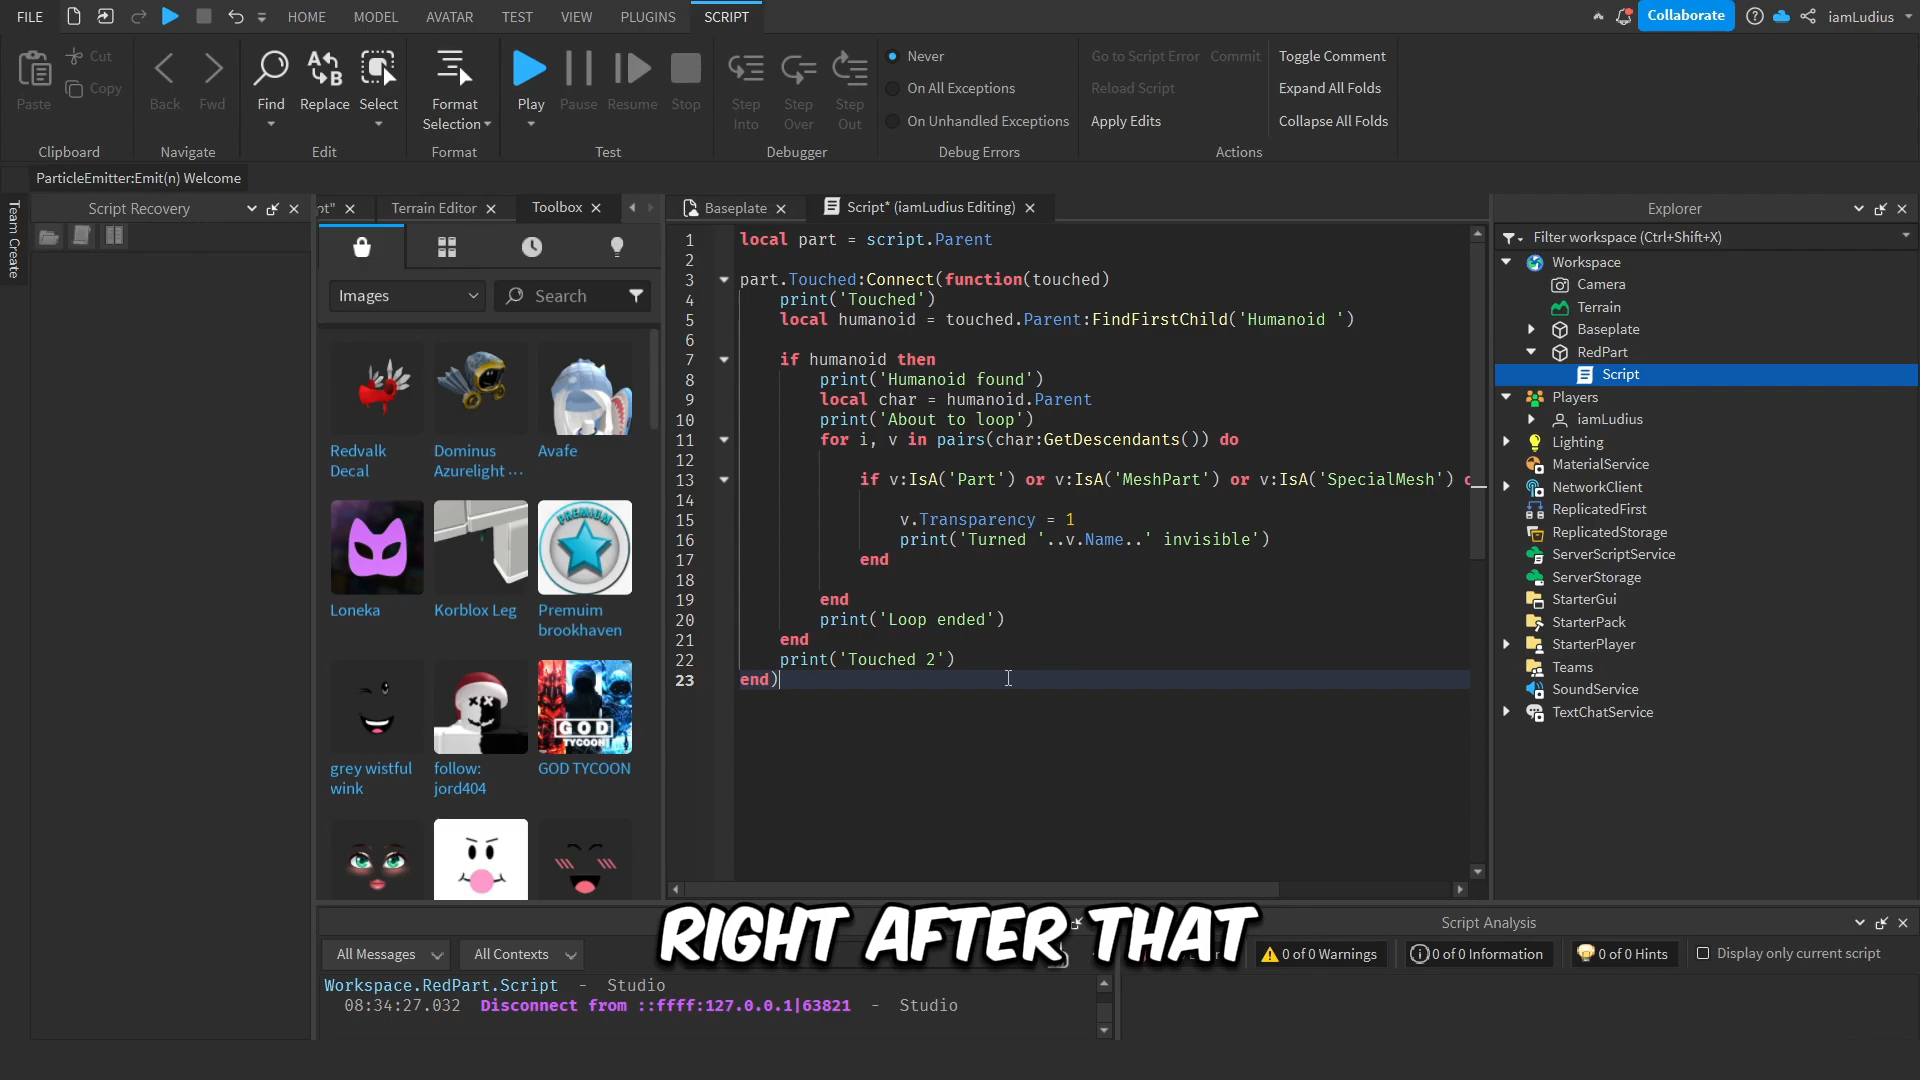 FILE
HOME
MODEL
AVATAR
TEST
VIEW
PLUGINS
SCRIPT
Collaborate
iamLudius
Paste
Cut
Copy
Clipboard
Back
Fwd
Navigate
Find
Replace
Select
Edit
Format
Selection
Format
Play
Pause
Resume
Stop
Test
Step
Into
Step
Over
Step
Out
Debugger
Never
On All Exceptions
On Unhandled Exceptions
Debug Errors
Go to Script Error
Commit
Reload Script
Apply Edits
Toggle Comment
Expand All Folds
Collapse All Folds
Actions
ParticleEmitter:Emit(n) Welcome
Team Create
Script Recovery
pt"
Terrain Editor
Toolbox
Images
Search
Redvalk
Decal
Dominus
Azurelight ...
Avafe
PREMIUM
Loneka
Korblox Leg
Premuim
brookhaven
GOD
TYCOON!
grey wistful
wink
follow:
jord404
GOD TYCOON
Baseplate
Script* (iamLudius Editing)
1 local part = script.Parent
2
3 part.Touched:Connect(function(touched)
4 print('Touched')
5 local humanoid = touched.Parent:FindFirstChild('Humanoid ')
6
7 if humanoid then
8 print('Humanoid found')
9 local char = humanoid.Parent
10 print('About to loop')
11 for i, v in pairs(char:GetDescendants()) do
12
13 if v:IsA('Part') or v:IsA('MeshPart') or v:IsA('SpecialMesh')
14
15 v.Transparency = 1
16 print('Turned '..v.Name..' invisible')
17 end
18
19 end
20 print('Loop ended')
21 end
22 print('Touched 2')
23 end)
Explorer
Filter workspace (Ctrl+Shift+X)
Workspace
Camera
Terrain
Baseplate
RedPart
Script
Players
iamLudius
Lighting
MaterialService
NetworkClient
ReplicatedFirst
ReplicatedStorage
ServerScriptService
ServerStorage
StarterGui
StarterPack
StarterPlayer
Teams
SoundService
TextChatService
RIGHT AFTER THAT
All Messages
All Contexts
Workspace.RedPart.Script - Studio
08:34:27.032 Disconnect from ::ffff:127.0.0.1|63821 - Studio
Script Analysis
0 of 0 Warnings
0 of 0 Information
0 of 0 Hints
Display only current script